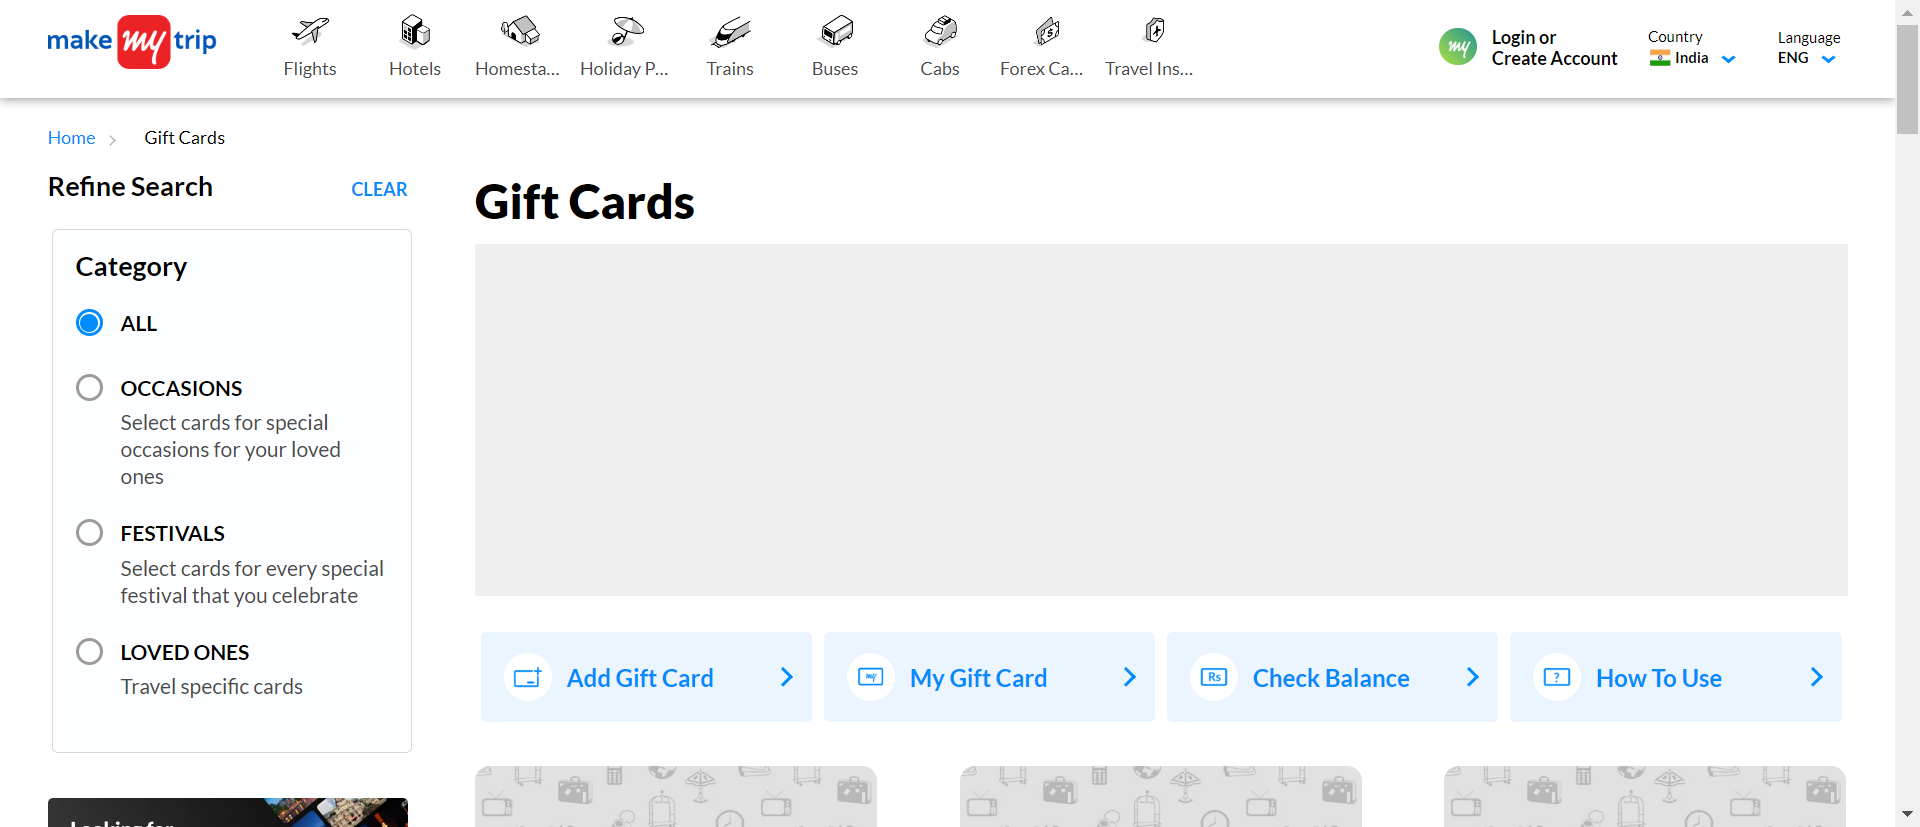 make my trip
Flights
Hotels
Homesta...
Holiday P...
Trains
Buses
Cabs
Forex Ca...
Travel Ins...
my
Login or
Create Account
Country
India
Language
ENG
Home
Gift Cards
Refine Search
CLEAR
Category
ALL
OCCASIONS
Select cards for special
occasions for your loved
ones
FESTIVALS
Select cards for every special
festival that you celebrate
LOVED ONES
Travel specific cards
Looking for
Gift Cards
Add Gift Card
my
My Gift Card
Rs
Check Balance
?
How To Use